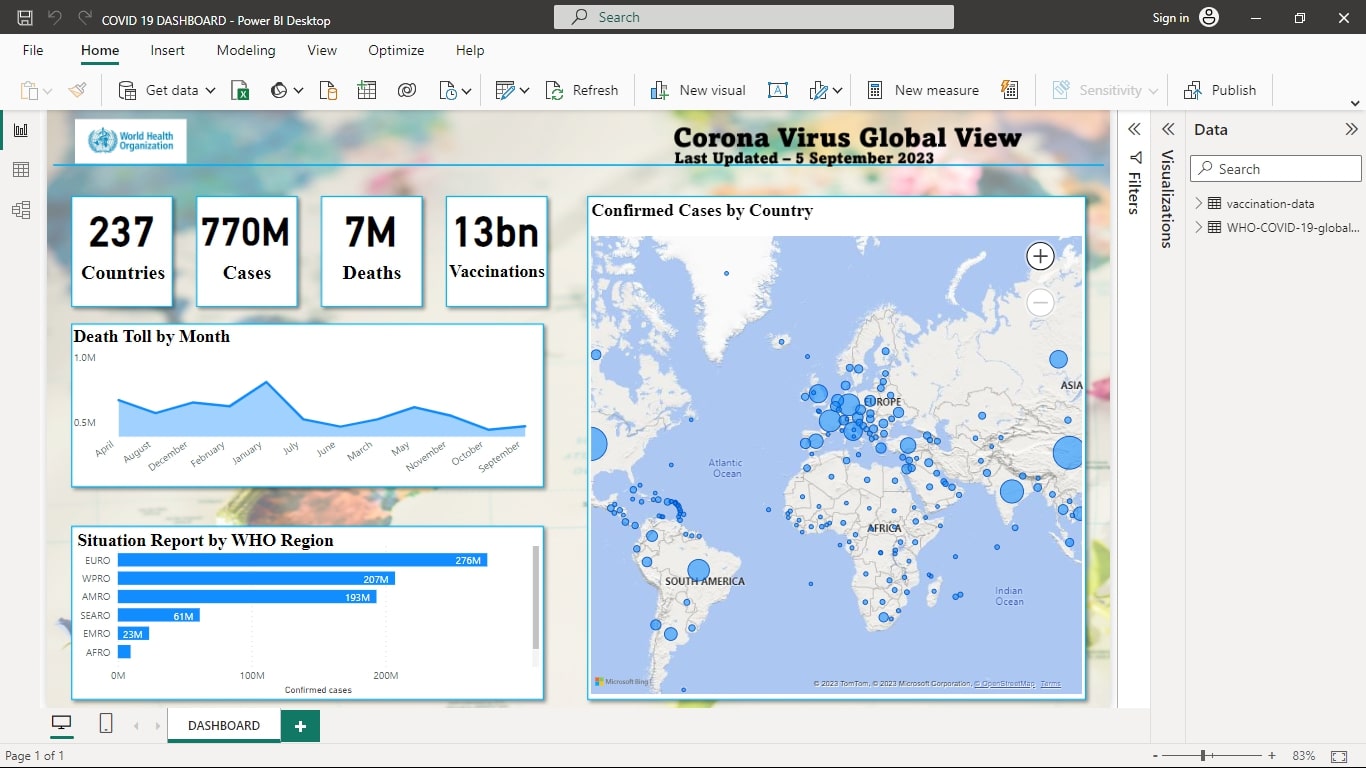 COVID 19 DASHBOARD - Power BI Desktop
Search
Sign in
File Home Insert Modeling View Optimize Help
Get data
Refresh
New visual
A
New measure
Sensitivity
Publish
World Health
Organization
Corona Virus Global View
Last Updated – 5 September 2023
237
Countries
770M
Cases
7M
Deaths
13bn
Vaccinations
Death Toll by Month
1.0M
0.5M
April August December February January July June March May November October September
Situation Report by WHO Region
EURO 276M
WPRO 207M
AMRO 193M
SEARO 61M
EMRO 23M
AFRO
0M 100M 200M
Confirmed cases
Confirmed Cases by Country
ASIA
EUROPE
Atlantic
Ocean
AFRICA
SOUTH AMERICA
Indian
Ocean
Microsoft Bing
© 2023 TomTom, © 2023 Microsoft Corporation, © OpenStreetMap Terms
Filters
Visualizations
Data
Search
vaccination-data
WHO-COVID-19-global...
DASHBOARD
Page 1 of 1
83%